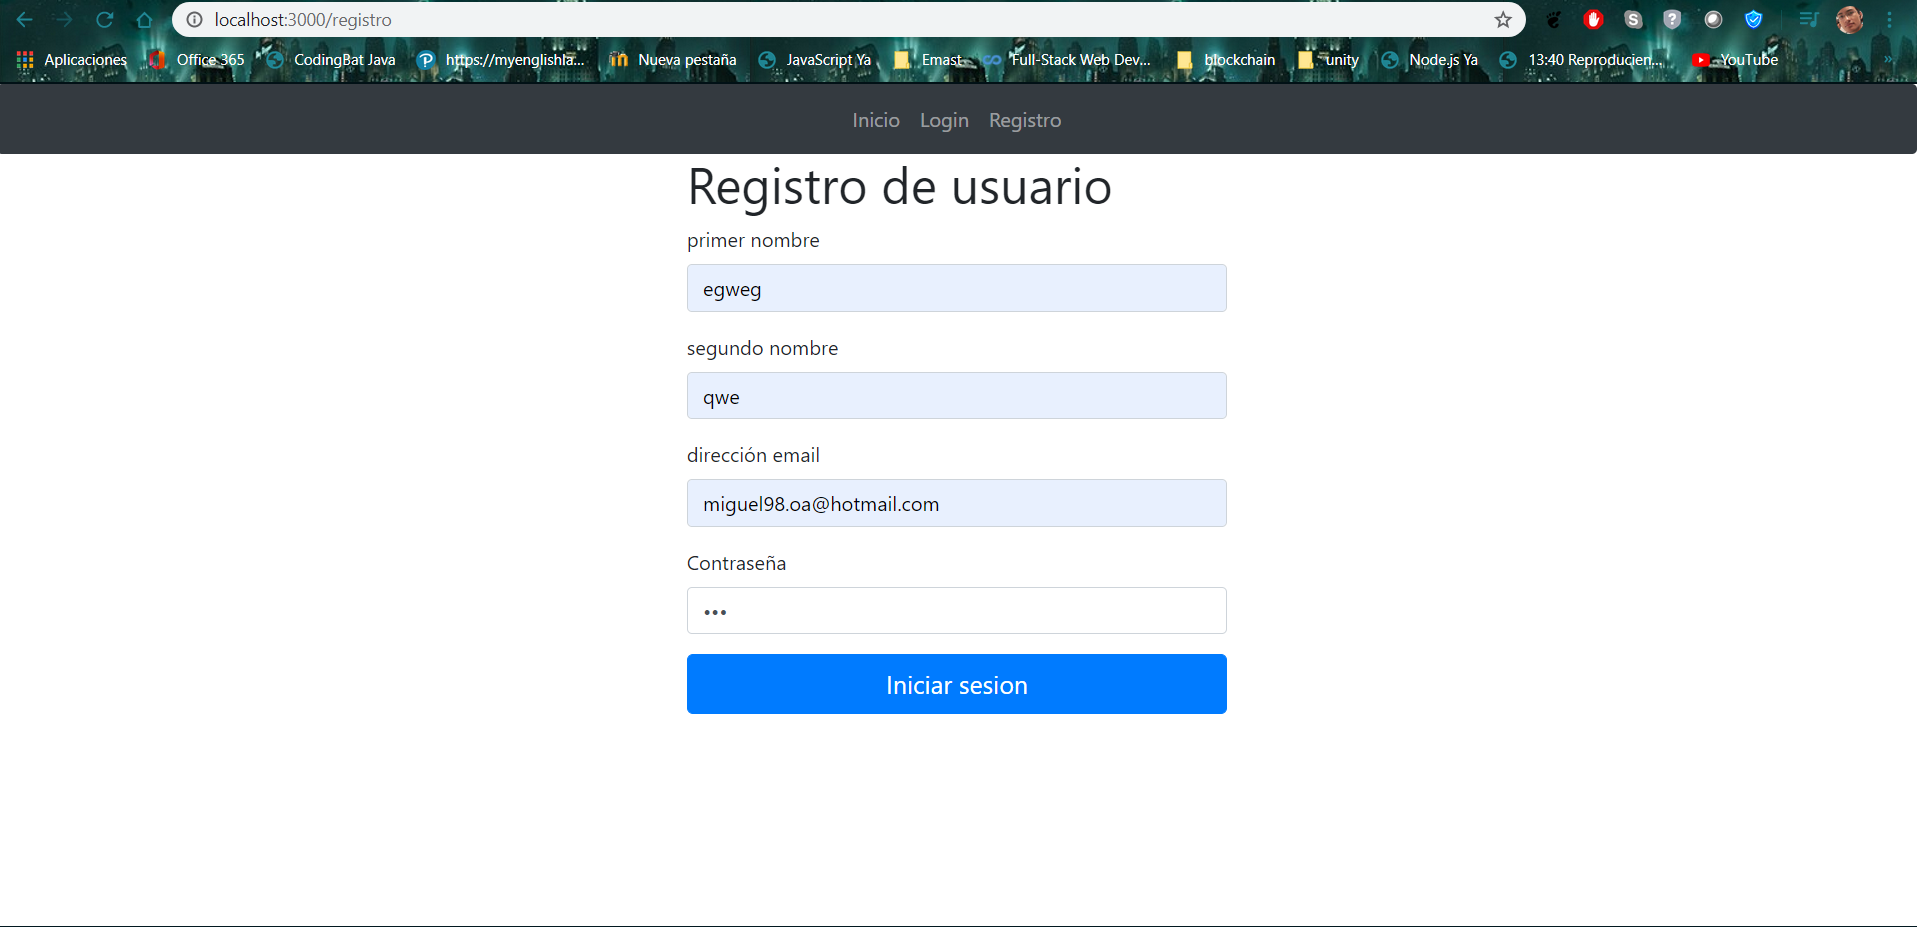 localhost:3000/registro
Aplicaciones Office 365 CodingBat Java https://myenglishla... Nueva pestaña JavaScript Ya Emast Full-Stack Web Dev... blockchain unity Node.js Ya 13:40 Reproducien... YouTube »
Inicio Login Registro
Registro de usuario
primer nombre
egweg
segundo nombre
qwe
dirección email
miguel98.oa@hotmail.com
Contraseña
•••
Iniciar sesion